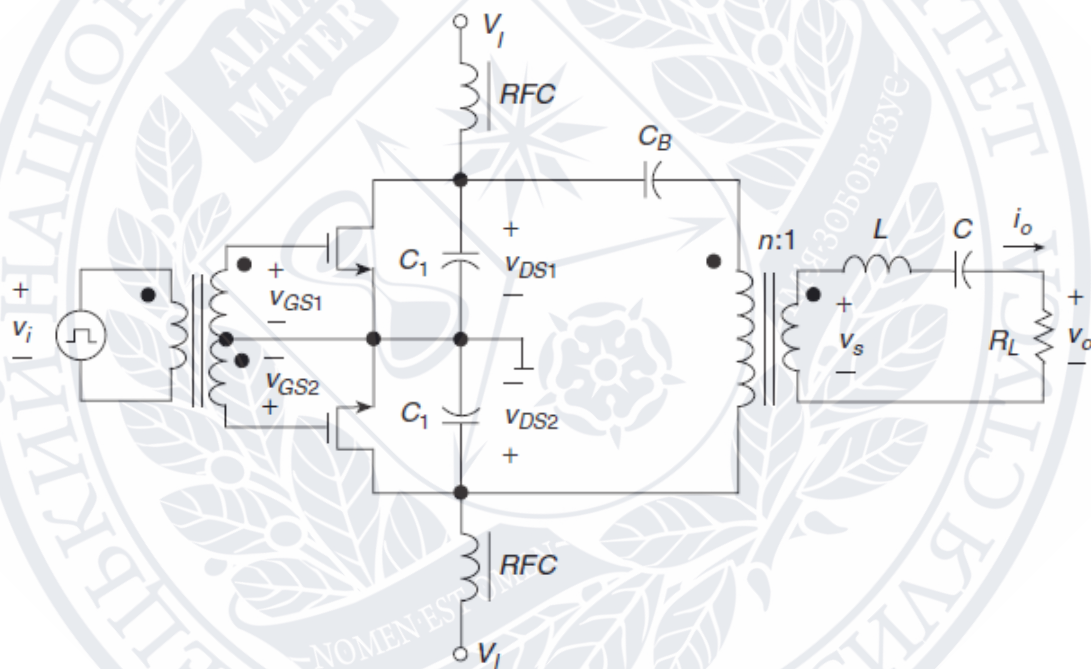 V_I
RFC
C_B
n:1
L
C
i_o
+
v_i
−
+
v_GS1
−
−
v_GS2
+
C_1
+
v_DS1
−
C_1
−
v_DS2
+
+
v_s
−
R_L
+
v_o
−
RFC
V_I
ALMA
MATER
NOMEN·EST